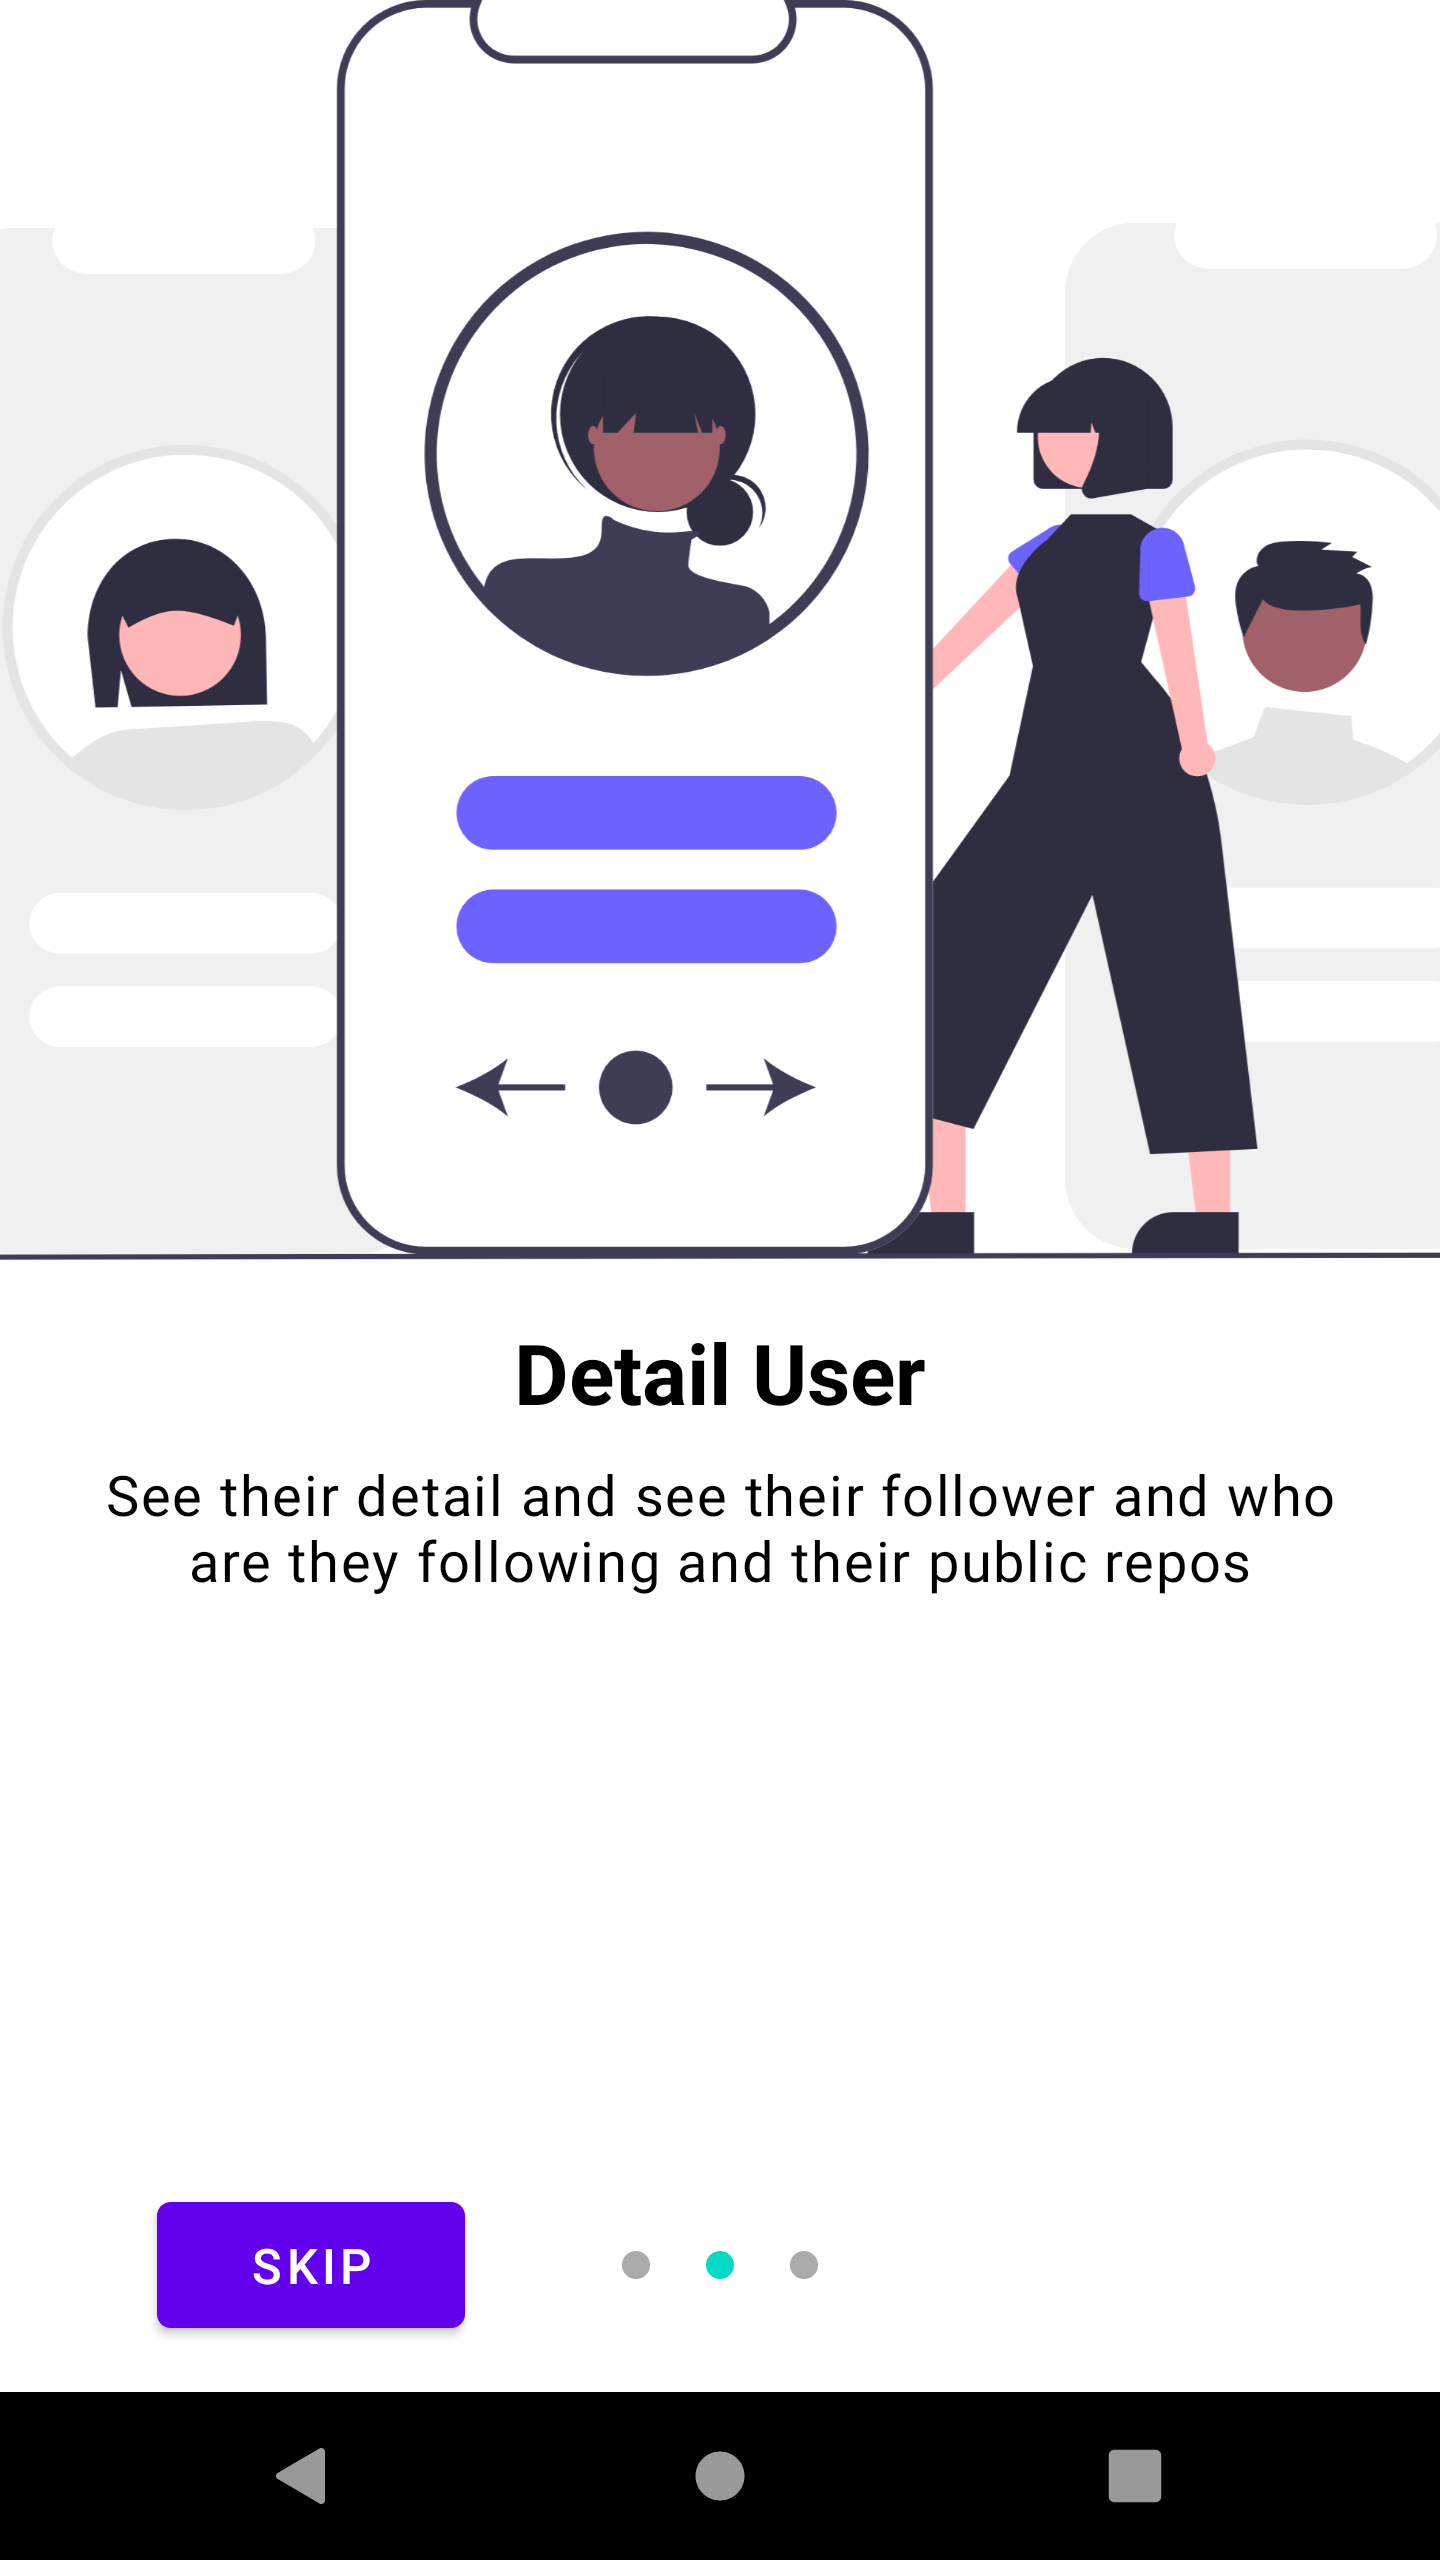 Detail User
See their detail and see their follower and who
are they following and their public repos
SKIP